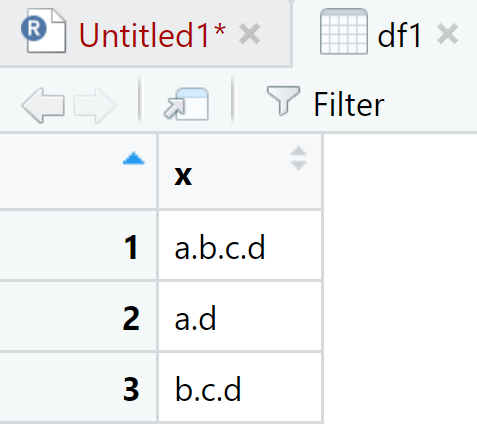 R Untitled1* df1
Filter
x
1 a.b.c.d
2 a.d
3 b.c.d